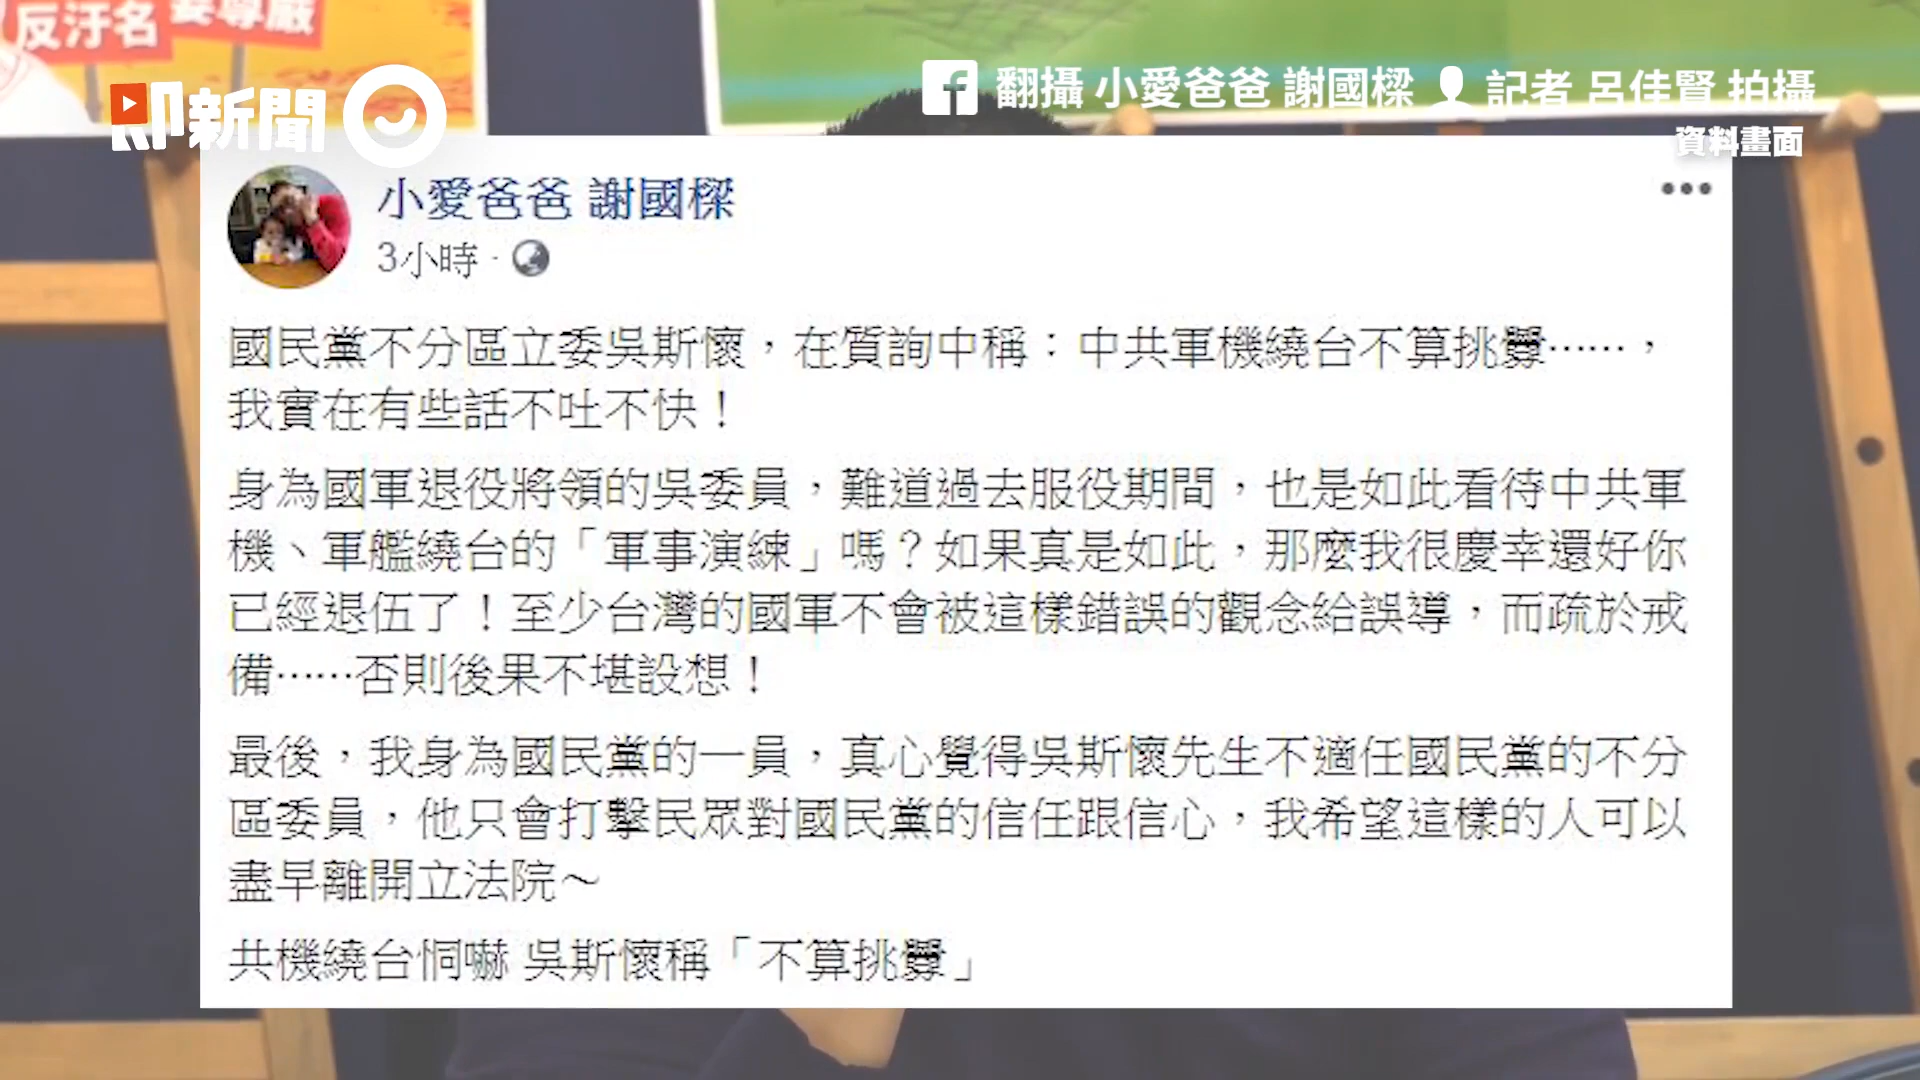 反汙名
要尊嚴
即新聞
翻攝 小愛爸爸 謝國樑 記者 呂佳賢 拍攝
資料畫面
小愛爸爸 謝國樑
3小時 ·
國民黨不分區立委吳斯懷，在質詢中稱：中共軍機繞台不算挑釁……，
我實在有些話不吐不快！
身為國軍退役將領的吳委員，難道過去服役期間，也是如此看待中共軍
機、軍艦繞台的「軍事演練」嗎？如果真是如此，那麼我很慶幸還好你
已經退伍了！至少台灣的國軍不會被這樣錯誤的觀念給誤導，而疏於戒
備……否則後果不堪設想！
最後，我身為國民黨的一員，真心覺得吳斯懷先生不適任國民黨的不分
區委員，他只會打擊民眾對國民黨的信任跟信心，我希望這樣的人可以
盡早離開立法院～
共機繞台恫嚇 吳斯懷稱「不算挑釁」